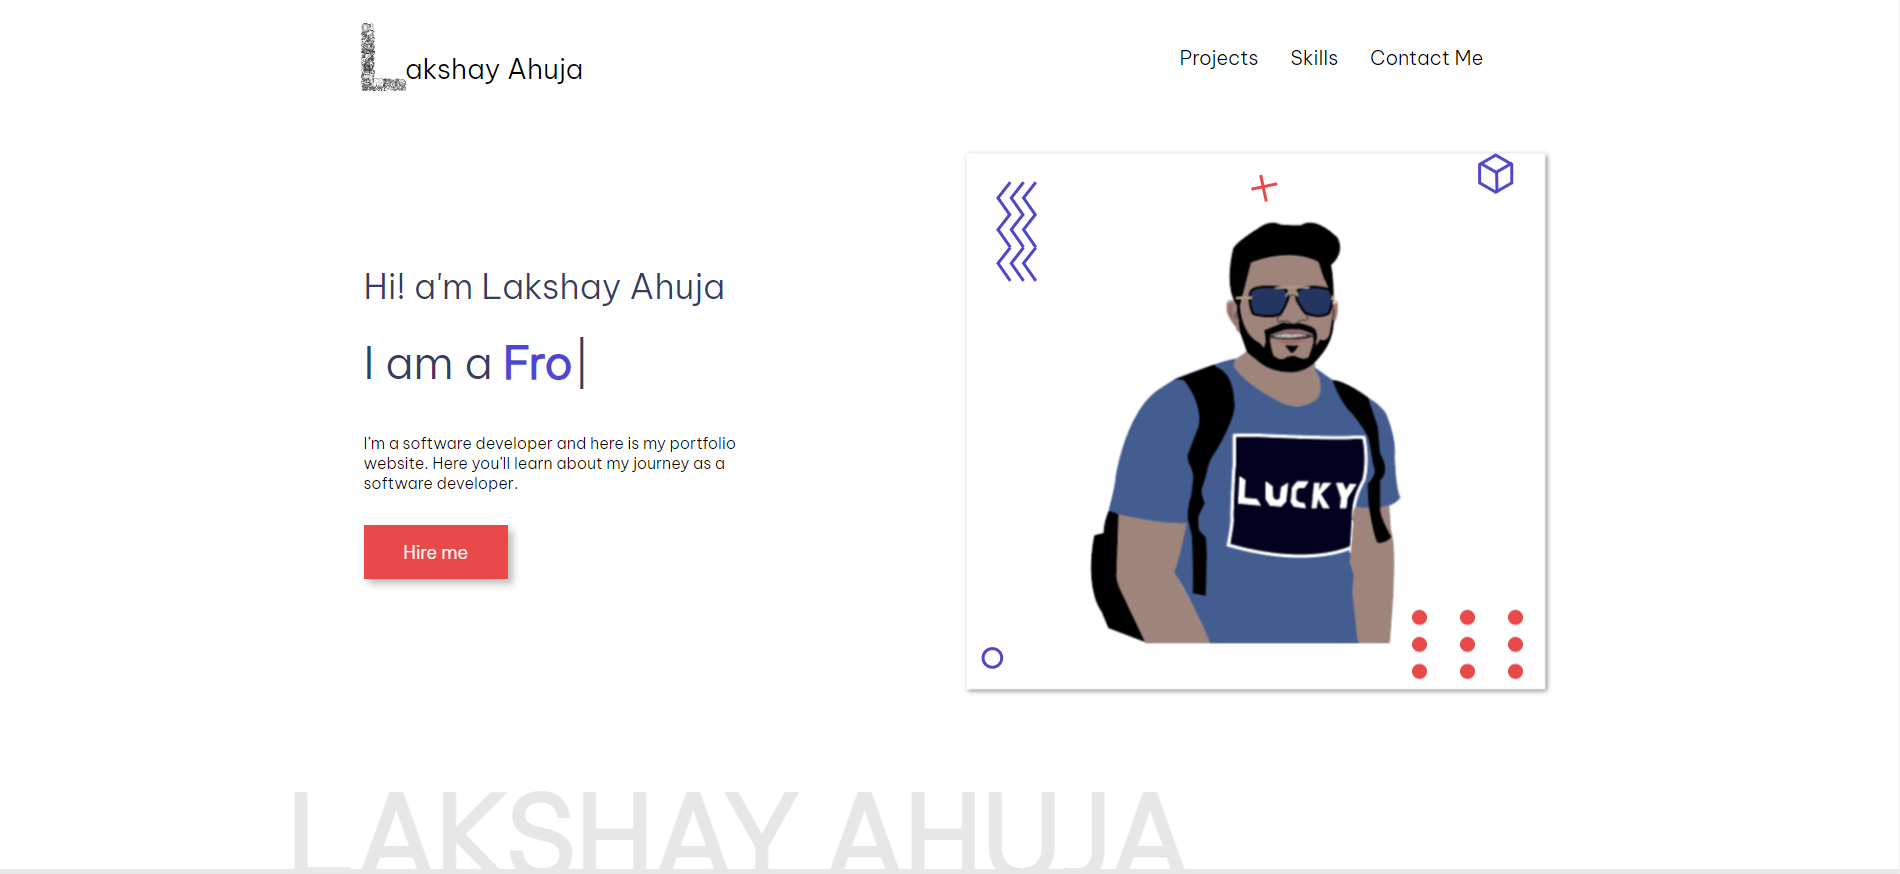 Lakshay Ahuja
Projects Skills Contact Me
Hi! a'm Lakshay Ahuja
I am a Fro
I'm a software developer and here is my portfolio
website. Here you'll learn about my journey as a
software developer.
Hire me
LUCKY
LAKSHAY AHUJA